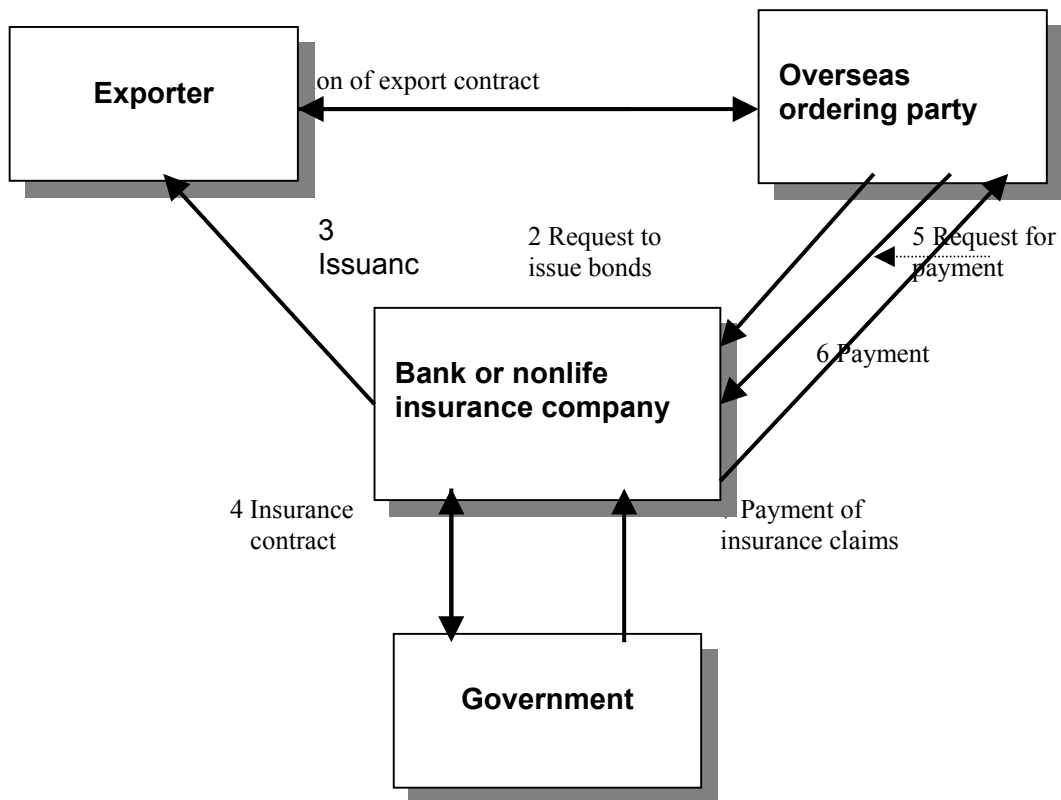 Exporter
on of export contract
Overseas
ordering party
3
Issuanc
2 Request to
issue bonds
5 Request for
payment
6 Payment
Bank or nonlife
insurance company
4 Insurance
contract
Payment of
insurance claims
Government